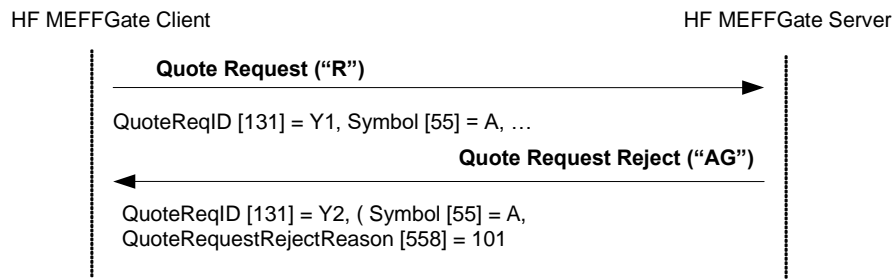 HF MEFFGate Client
HF MEFFGate Server
Quote Request (“R”)
QuoteReqID [131] = Y1, Symbol [55] = A, …
Quote Request Reject (“AG”)
QuoteReqID [131] = Y2, ( Symbol [55] = A,
QuoteRequestRejectReason [558] = 101